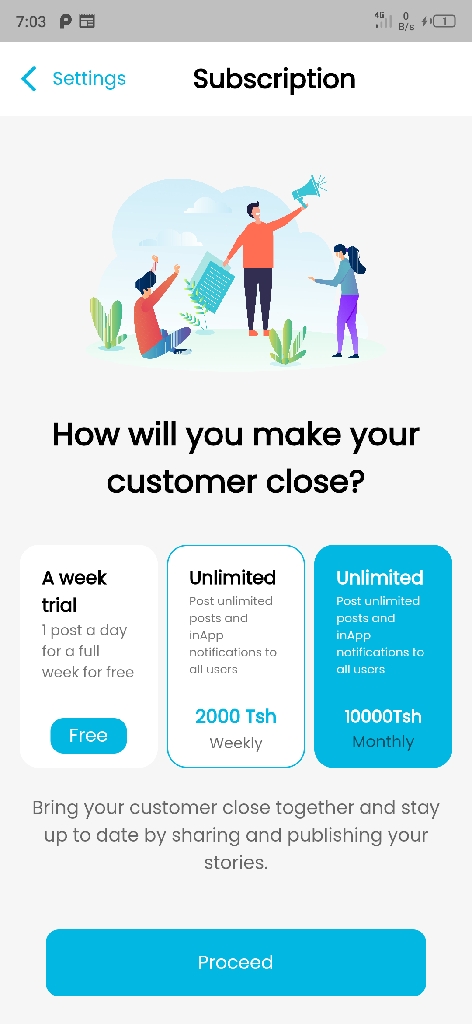 7:03
4G 0 B/s 1
Settings
Subscription
How will you make your
customer close?
A week
trial
1 post a day
for a full
week for free
Free
Unlimited
Post unlimited
posts and
inApp
notifications to
all users
2000 Tsh
Weekly
Unlimited
Post unlimited
posts and
inApp
notifications to
all users
10000Tsh
Monthly
Bring your customer close together and stay
up to date by sharing and publishing your
stories.
Proceed